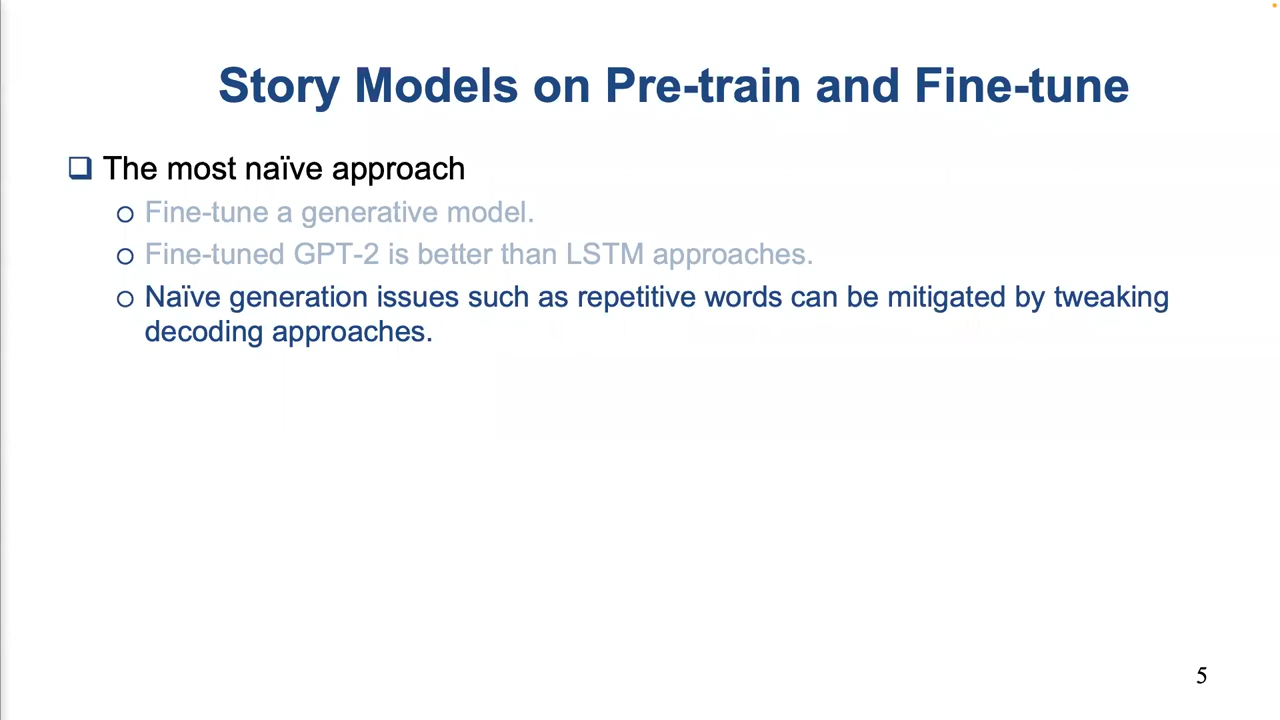 Story Models on Pre-train and Fine-tune
The most naïve approach
Fine-tune a generative model.
Fine-tuned GPT-2 is better than LSTM approaches.
Naïve generation issues such as repetitive words can be mitigated by tweaking
decoding approaches.
5